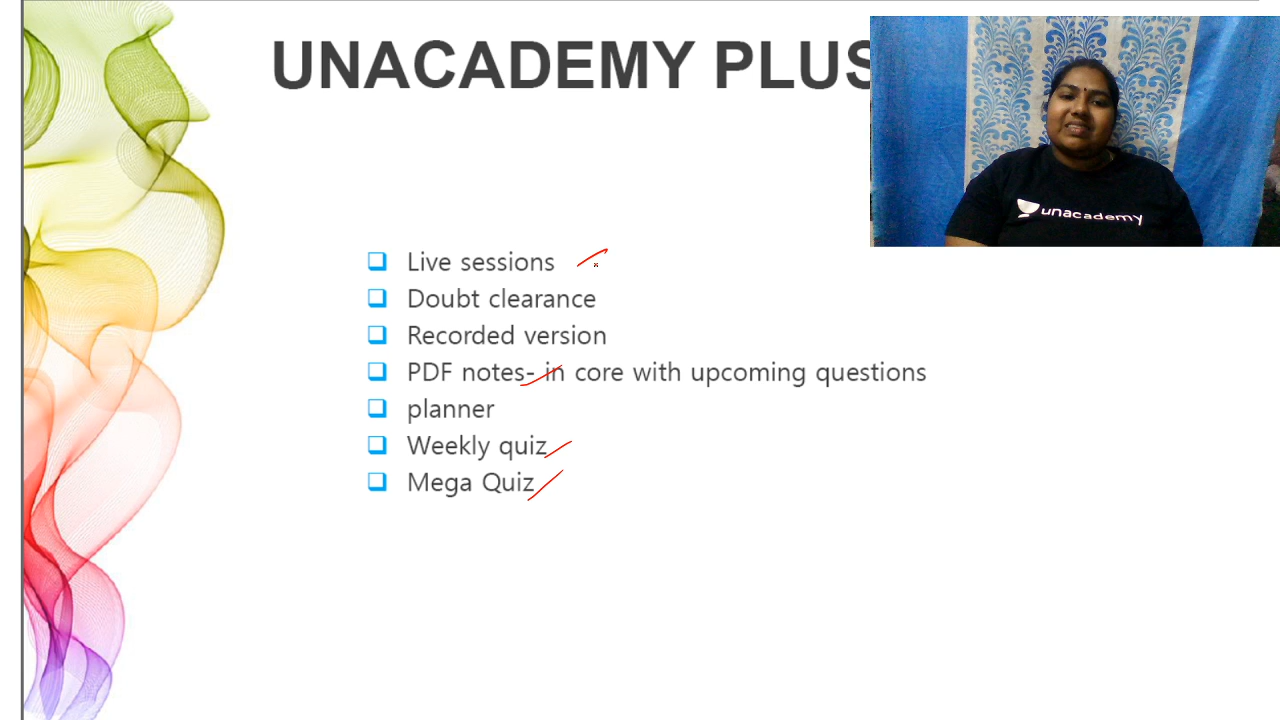 UNACADEMY PLUS
unacademy
Live sessions
Doubt clearance
Recorded version
PDF notes- in core with upcoming questions
planner
Weekly quiz
Mega Quiz